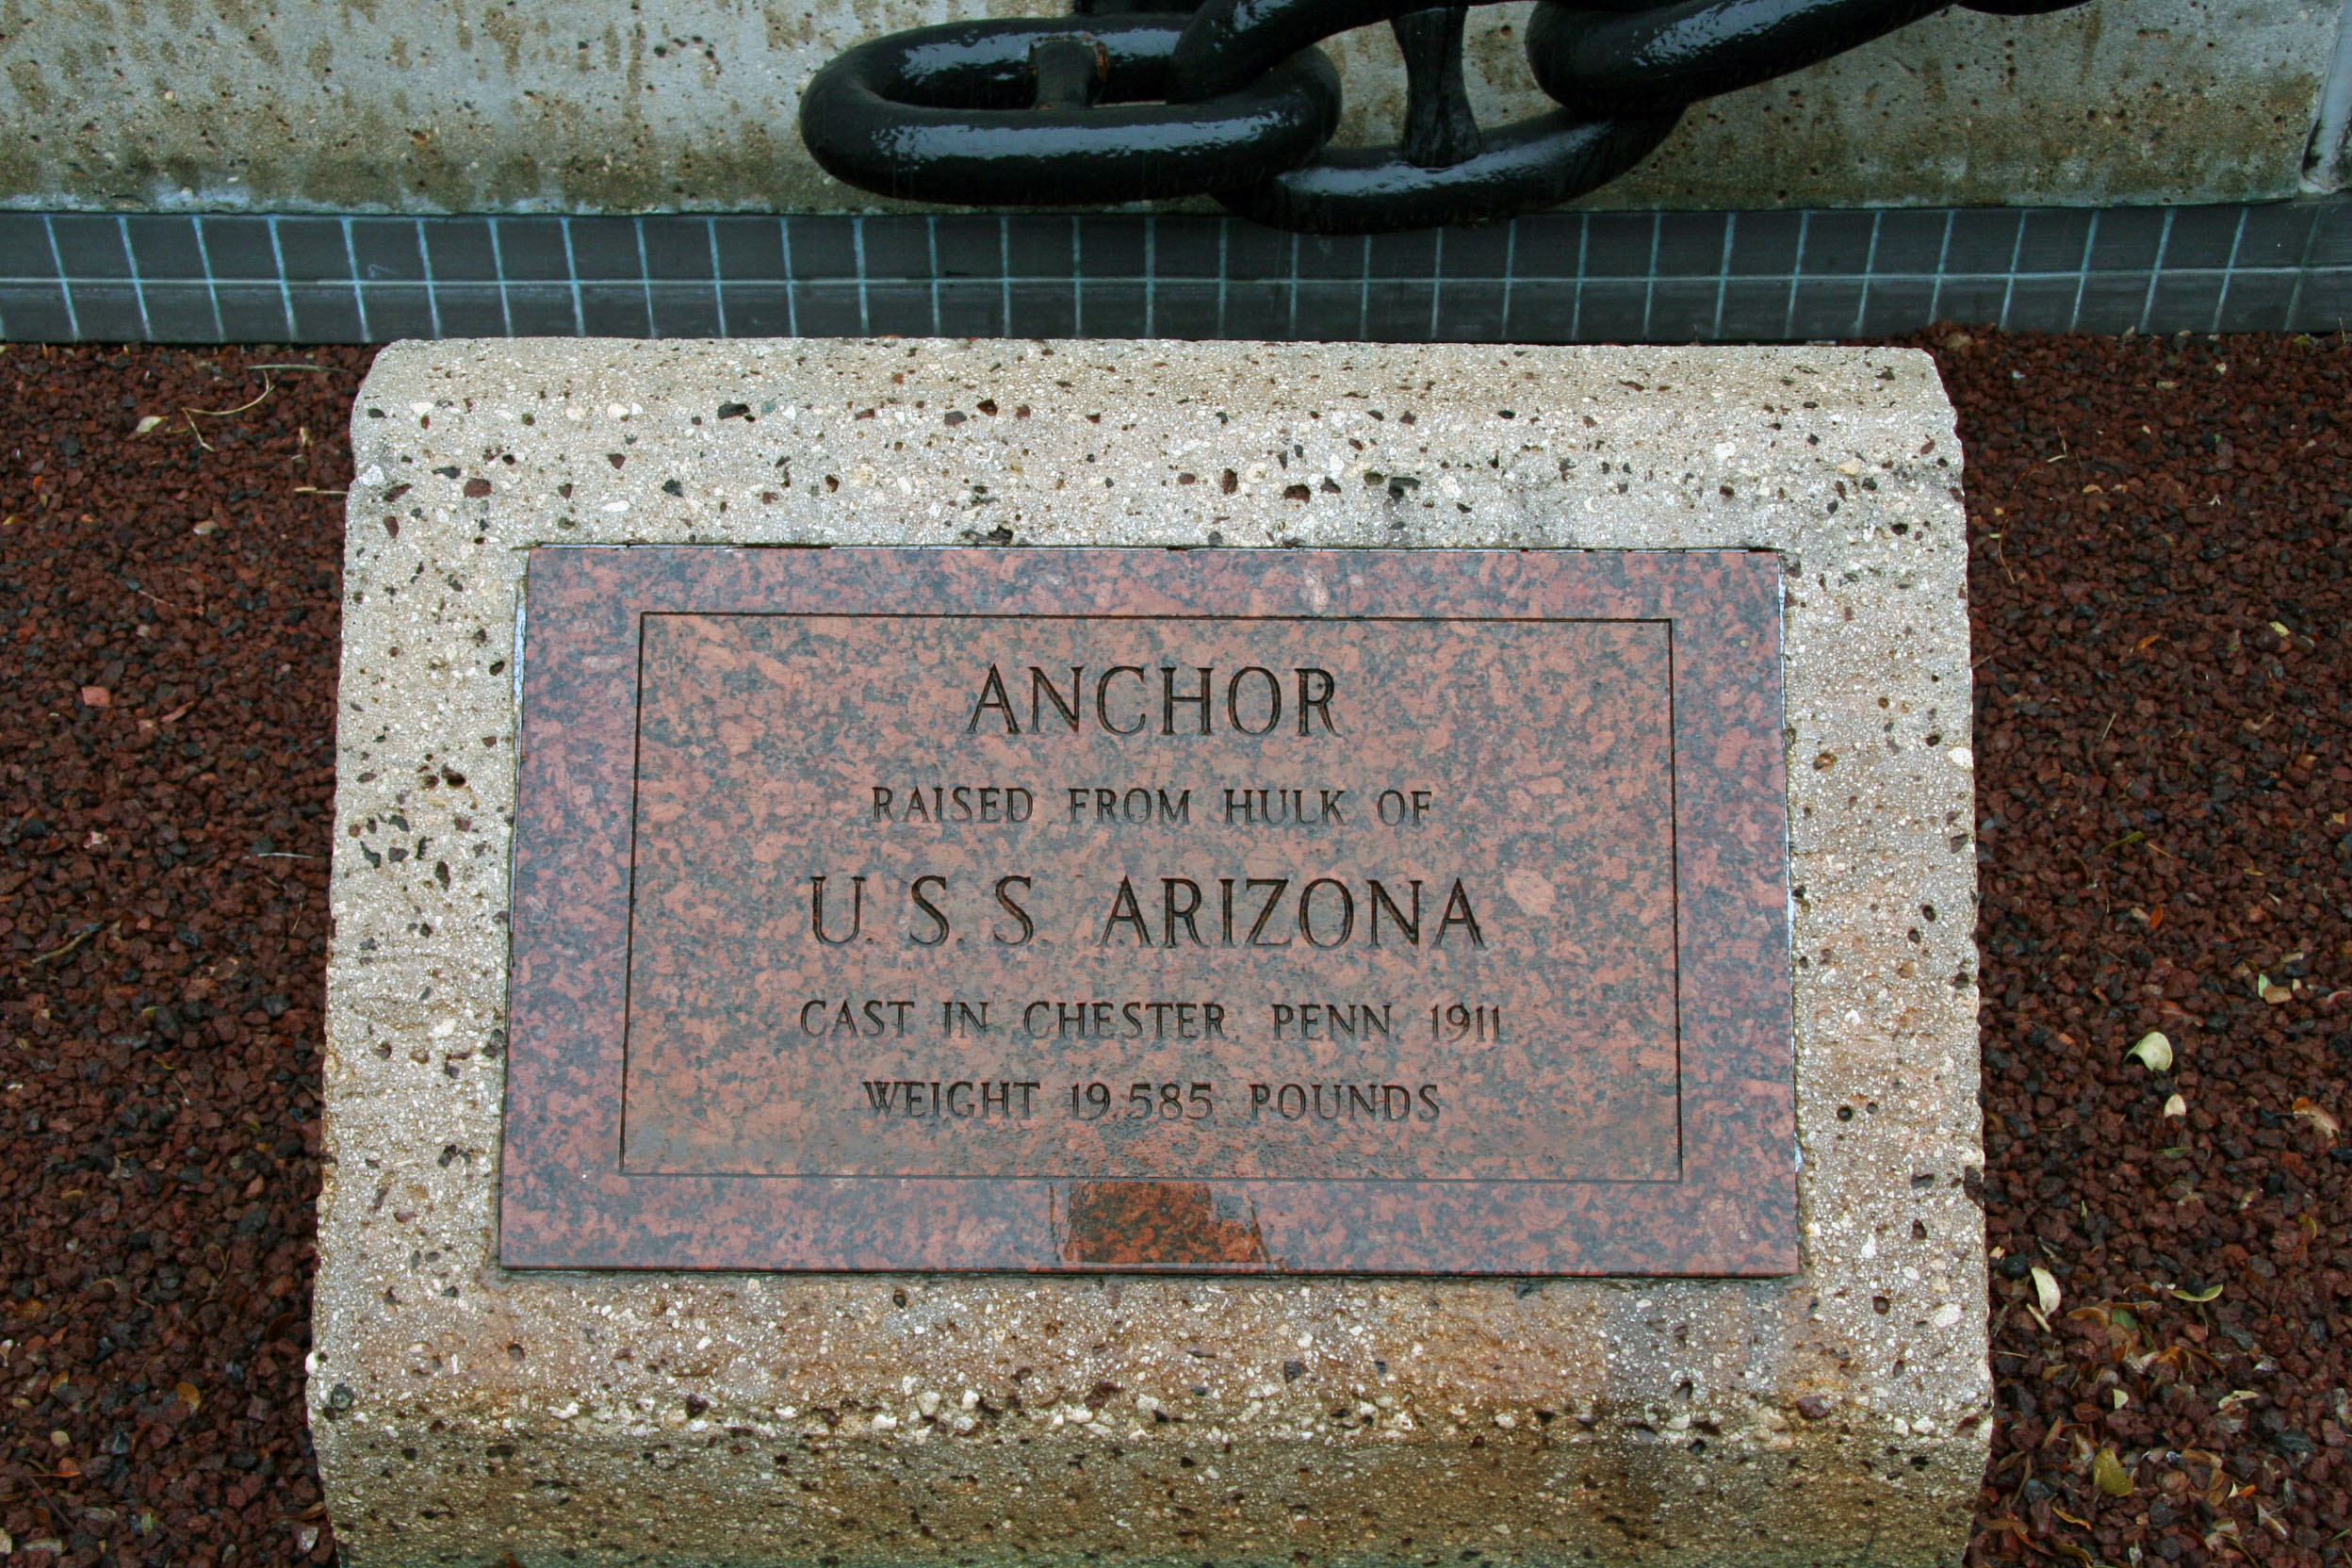 ANCHOR
RAISED FROM HULK OF
U. S. S. ARIZONA
CAST IN CHESTER, PENN. 1911
WEIGHT 19,585 POUNDS